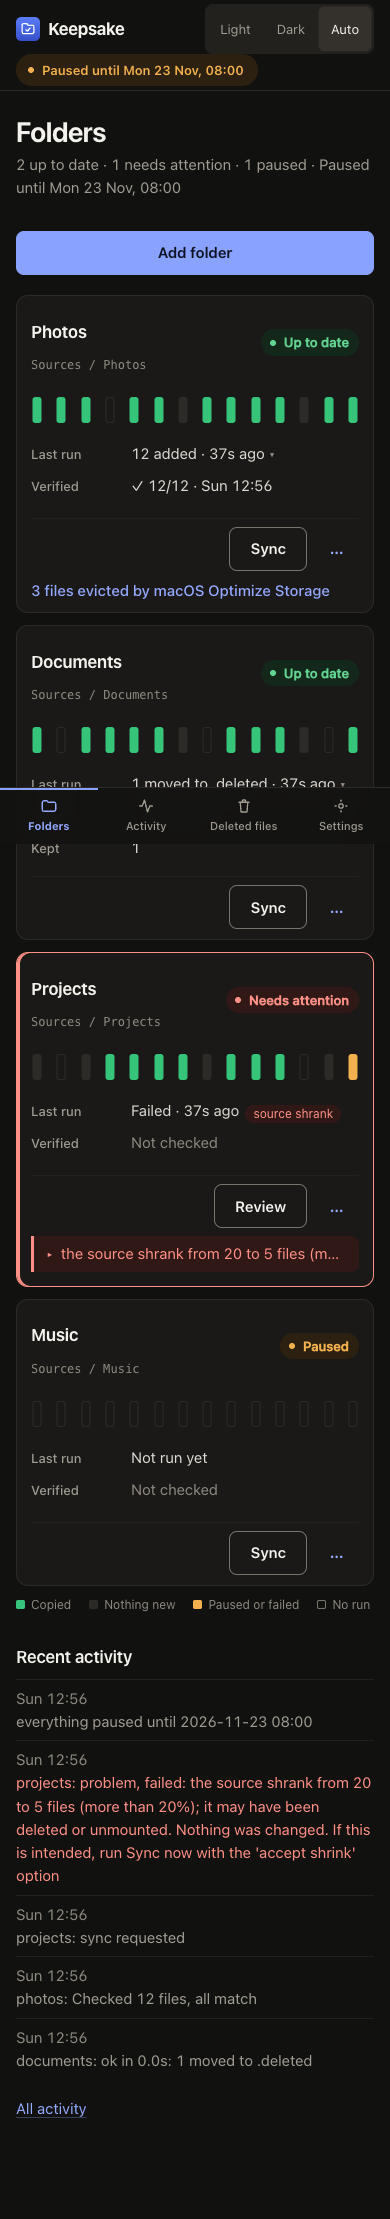 Keepsake
Light Dark Auto
Paused until Mon 23 Nov, 08:00
Folders
2 up to date · 1 needs attention · 1 paused · Paused
until Mon 23 Nov, 08:00
Add folder
Photos
Up to date
Sources / Photos
Last run 12 added · 37s ago ▾
Verified ✓ 12/12 · Sun 12:56
Sync ...
3 files evicted by macOS Optimize Storage
Documents
Up to date
Sources / Documents
Last run 1 moved to .deleted · 37s ago ▾
Folders Activity Deleted files Settings
Kept 1
Sync ...
Projects
Needs attention
Sources / Projects
Last run Failed · 37s ago source shrank
Verified Not checked
Review ...
▸ the source shrank from 20 to 5 files (m...
Music
Paused
Sources / Music
Last run Not run yet
Verified Not checked
Sync ...
Copied Nothing new Paused or failed No run
Recent activity
Sun 12:56
everything paused until 2026-11-23 08:00
Sun 12:56
projects: problem, failed: the source shrank from 20
to 5 files (more than 20%); it may have been
deleted or unmounted. Nothing was changed. If this
is intended, run Sync now with the 'accept shrink'
option
Sun 12:56
projects: sync requested
Sun 12:56
photos: Checked 12 files, all match
Sun 12:56
documents: ok in 0.0s: 1 moved to .deleted
All activity